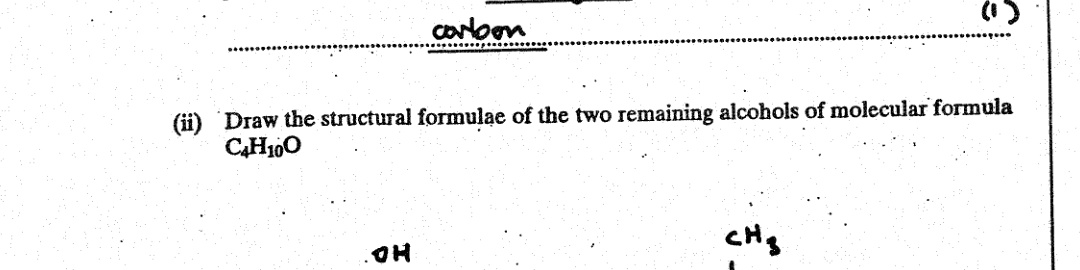 (1)
carbon
(ii) Draw the structural formulae of the two remaining alcohols of molecular formula
C₄H₁₀O
CH₃
OH